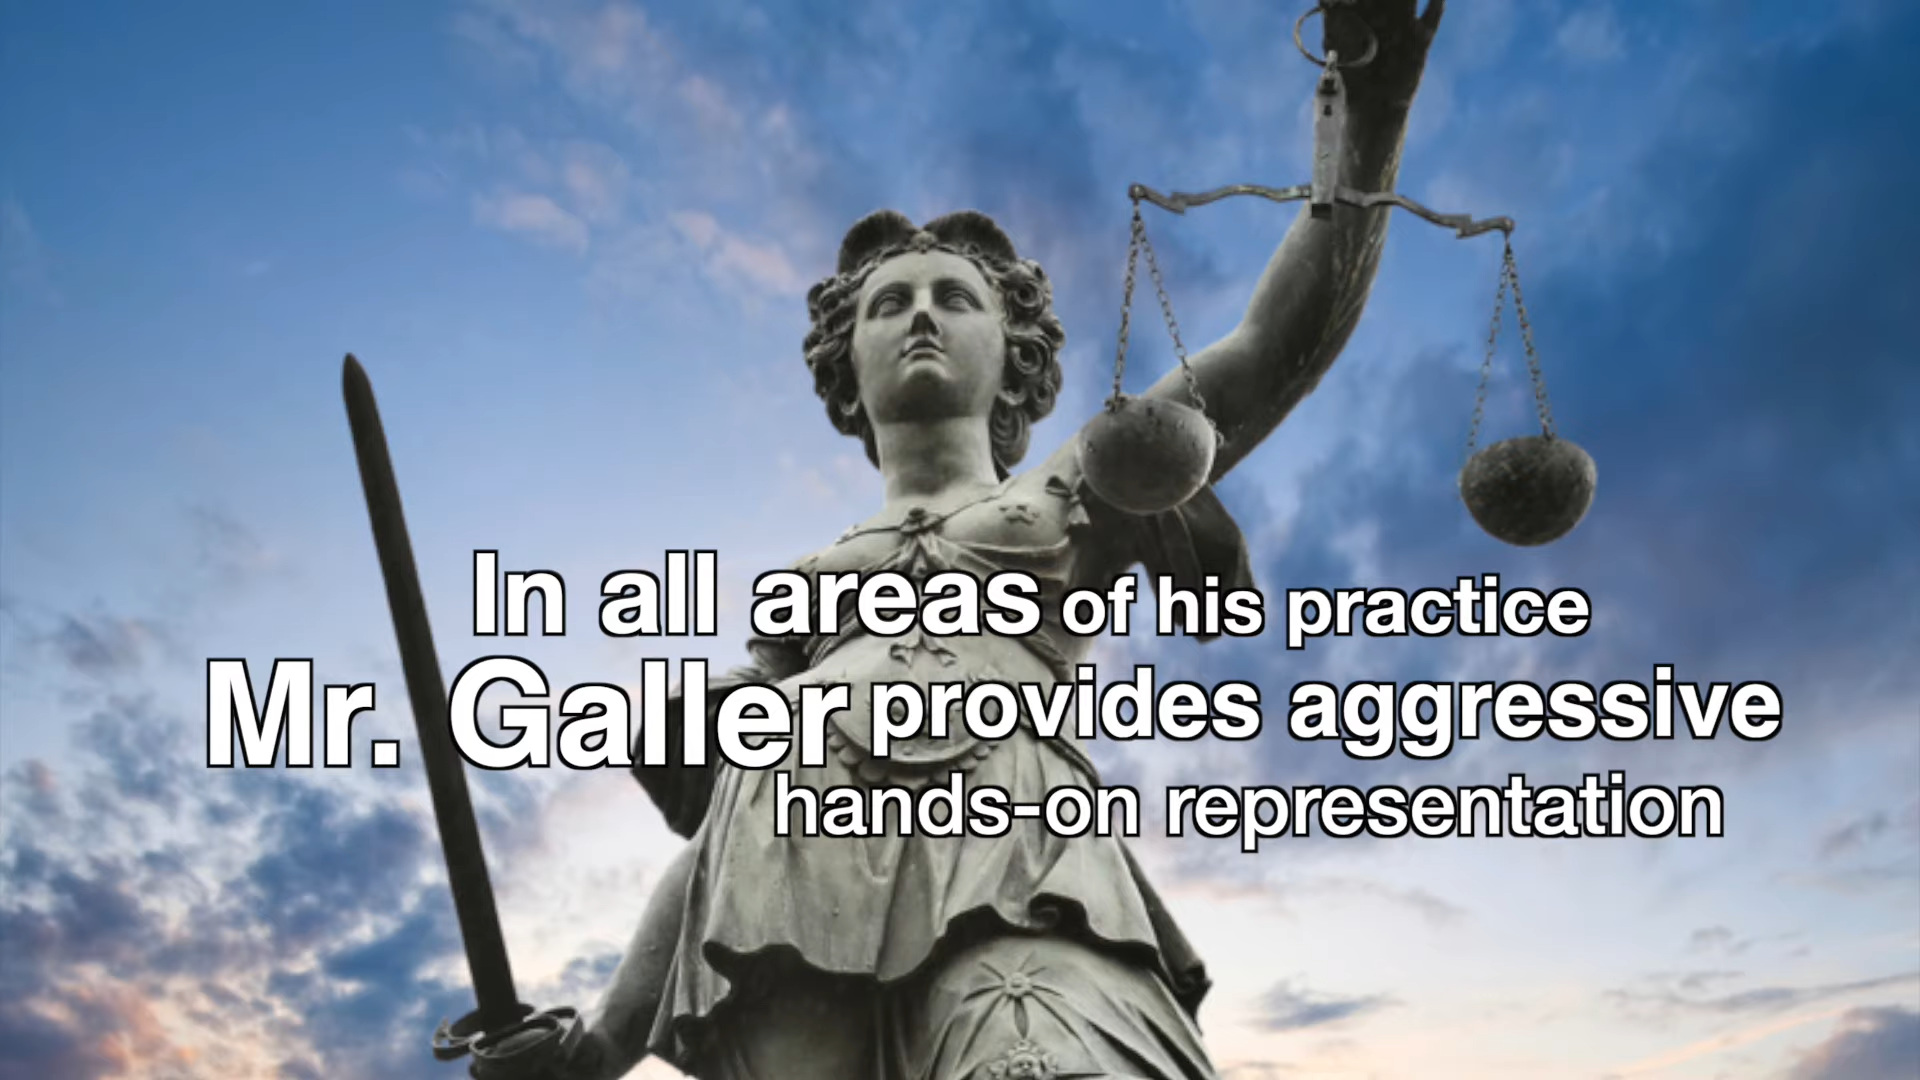 In all areas of his practice
Mr. Galler provides aggressive
hands-on representation